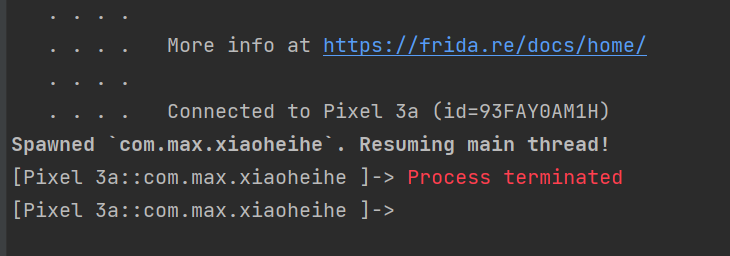 . . . .
. . . .   More info at https://frida.re/docs/home/
. . . .
. . . .   Connected to Pixel 3a (id=93FAY0AM1H)
Spawned `com.max.xiaoheihe`. Resuming main thread!
[Pixel 3a::com.max.xiaoheihe ]-> Process terminated
[Pixel 3a::com.max.xiaoheihe ]->